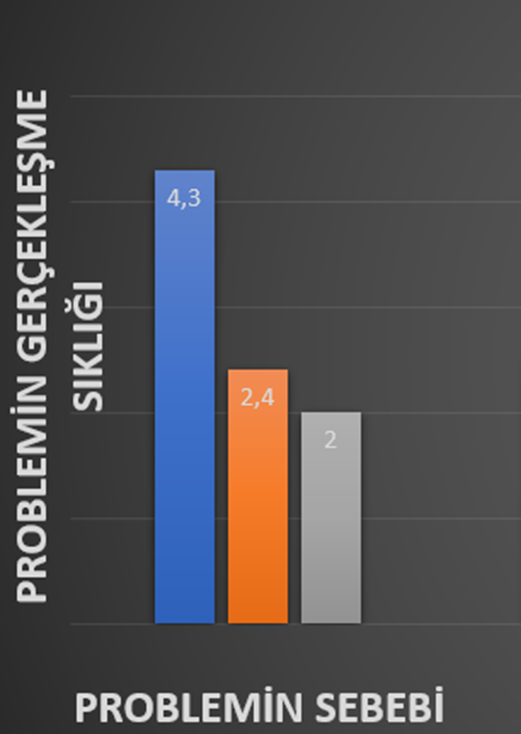 PROBLEMİN GERÇEKLEŞME
SIKLIĞI
4,3
2,4
2
PROBLEMİN SEBEBİ